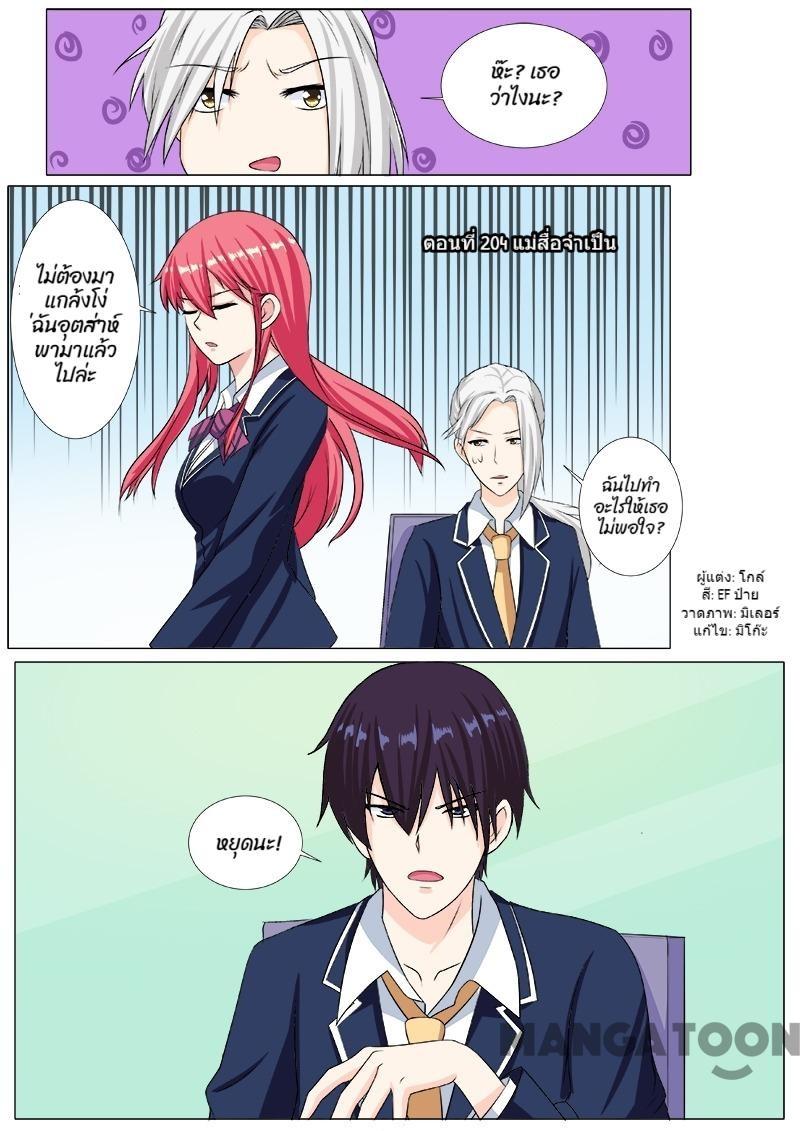 ห๊ะ? เธอ
ว่าไงนะ?
ตอนที่ 204 แม่สื่อจำเป็น
ไม่ต้องมา
แกล้งโง่
่ฉันอุตส่าห์
พามาแล้ว
ไปล่ะ
ฉันไปทำ
อะไรให้เธอ
ไม่พอใจ?
ผู้แต่ง: โกล์
สี: EF ป่าย
วาดภาพ: มิเลอร์
แก้ไข: มิโก๊ะ
หยุดนะ!
MANGATOON